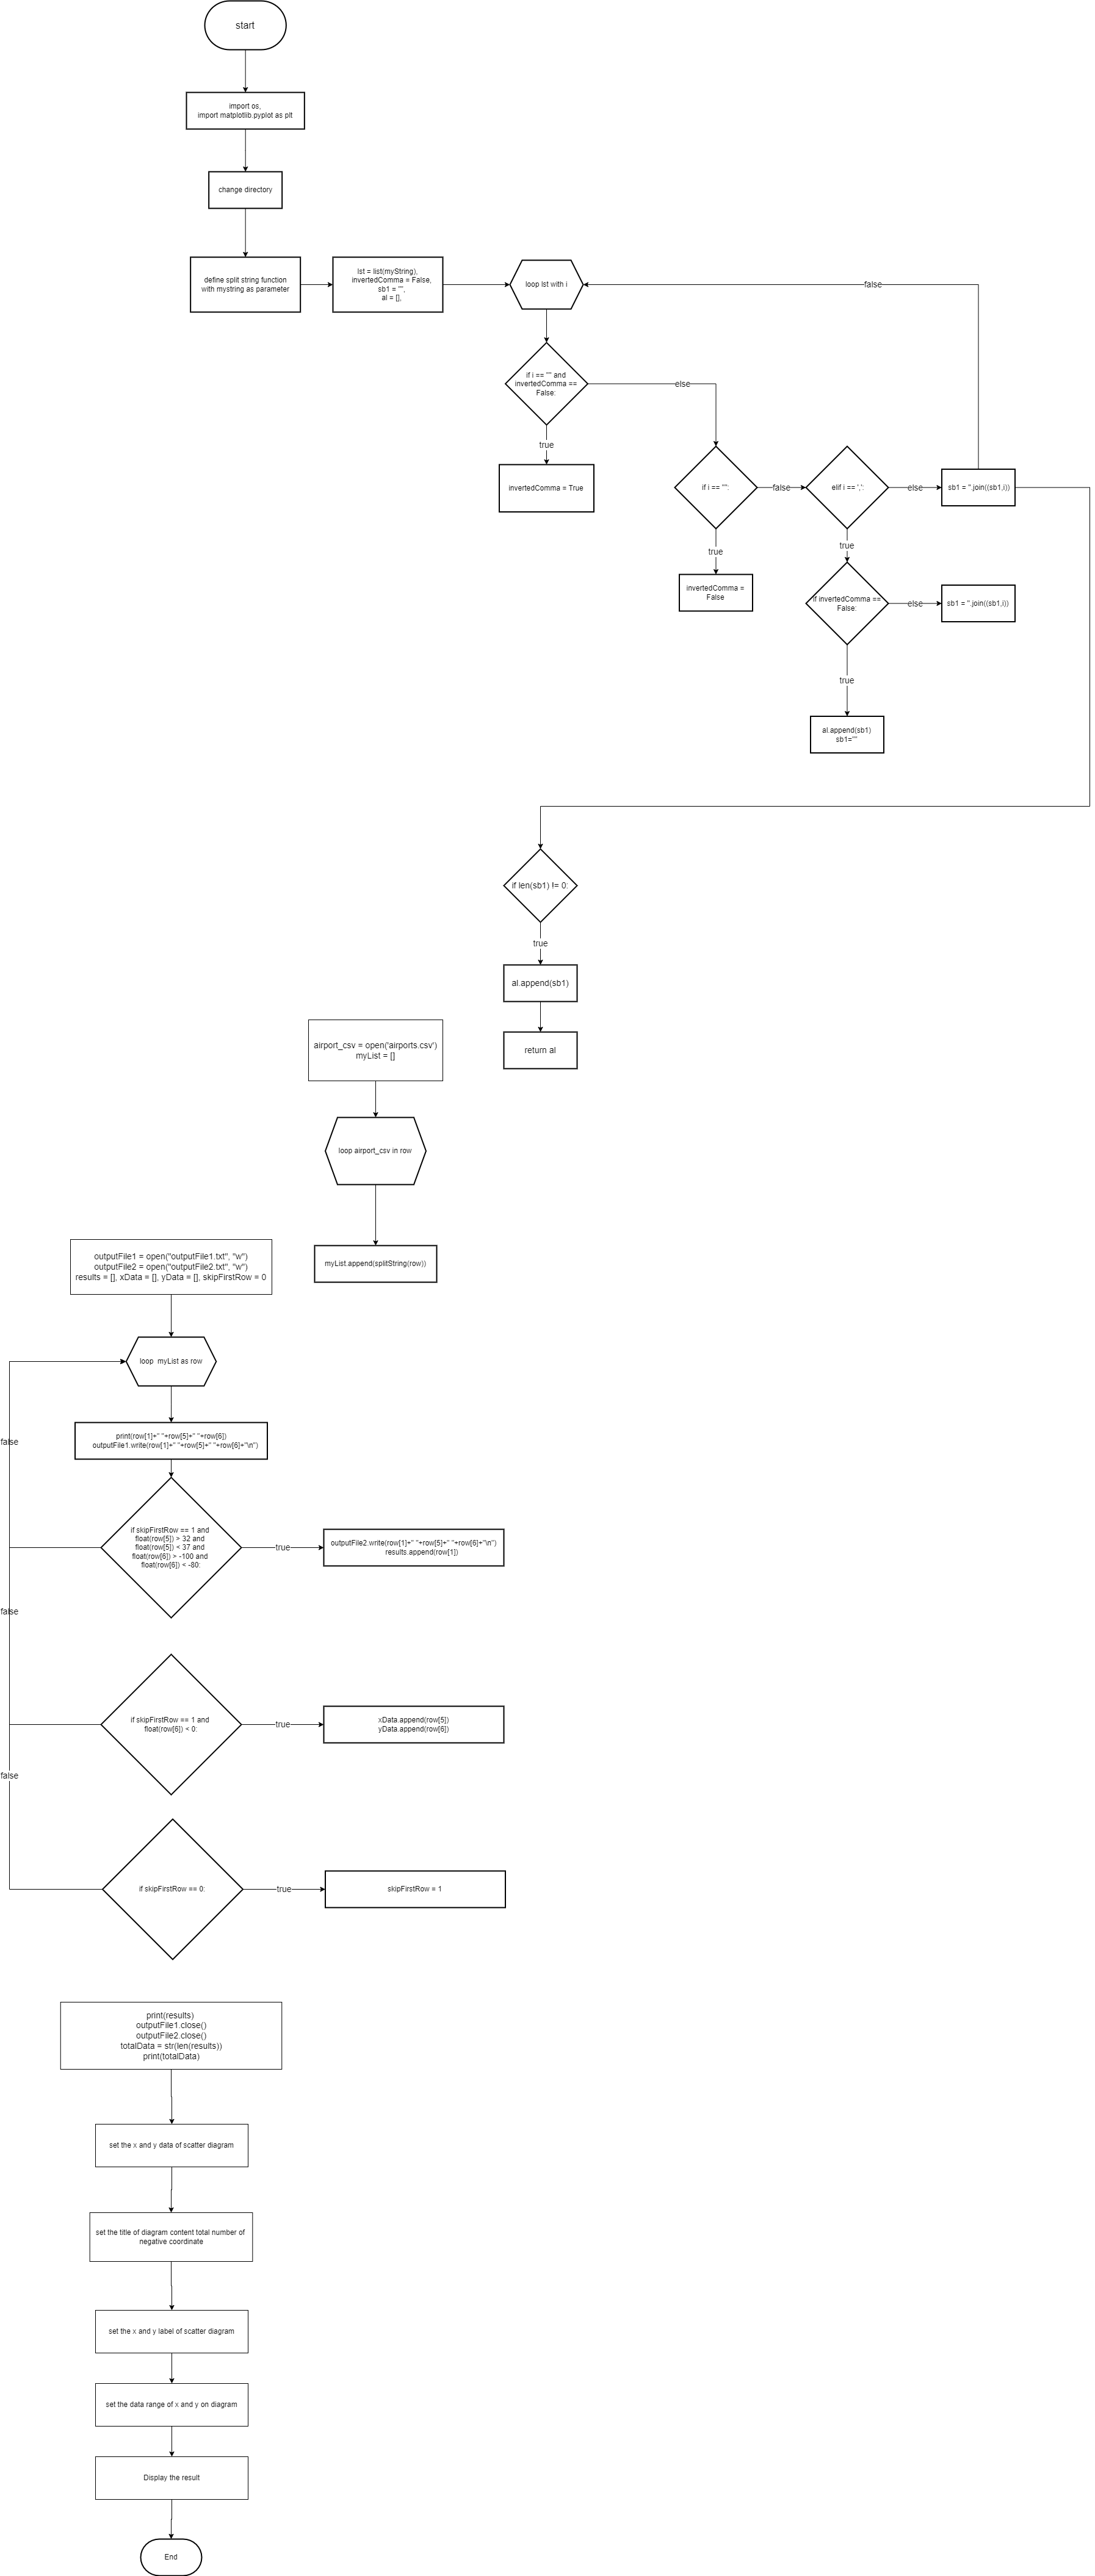 start
import os,
import matplotlib.pyplot as plt
change directory
define split string function
with mystring as parameter
lst = list(myString),
invertedComma = False,
sb1 = "",
al = [],
loop lst with i
false
if i == '"' and
invertedComma ==
False:
else
true
invertedComma = True
if i == '"':
false
elif i == ',':
else
sb1 = ''.join((sb1,i))
true
true
invertedComma =
False
if invertedComma ==
False:
else
sb1 = ''.join((sb1,i))
true
al.append(sb1)
sb1=""
if len(sb1) != 0:
true
al.append(sb1)
return al
airport_csv = open('airports.csv')
myList = []
loop airport_csv in row
myList.append(splitString(row))
outputFile1 = open("outputFile1.txt", "w")
outputFile2 = open("outputFile2.txt", "w")
results = [], xData = [], yData = [], skipFirstRow = 0
loop myList as row
print(row[1]+" "+row[5]+" "+row[6])
outputFile1.write(row[1]+" "+row[5]+" "+row[6]+"\n")
false
if skipFirstRow == 1 and
float(row[5]) > 32 and
float(row[5]) < 37 and
float(row[6]) > -100 and
float(row[6]) < -80:
true
outputFile2.write(row[1]+" "+row[5]+" "+row[6]+"\n")
results.append(row[1])
false
if skipFirstRow == 1 and
float(row[6]) < 0:
true
xData.append(row[5])
yData.append(row[6])
false
if skipFirstRow == 0:
true
skipFirstRow = 1
print(results)
outputFile1.close()
outputFile2.close()
totalData = str(len(results))
print(totalData)
set the x and y data of scatter diagram
set the title of diagram content total number of
negative coordinate
set the x and y label of scatter diagram
set the data range of x and y on diagram
Display the result
End